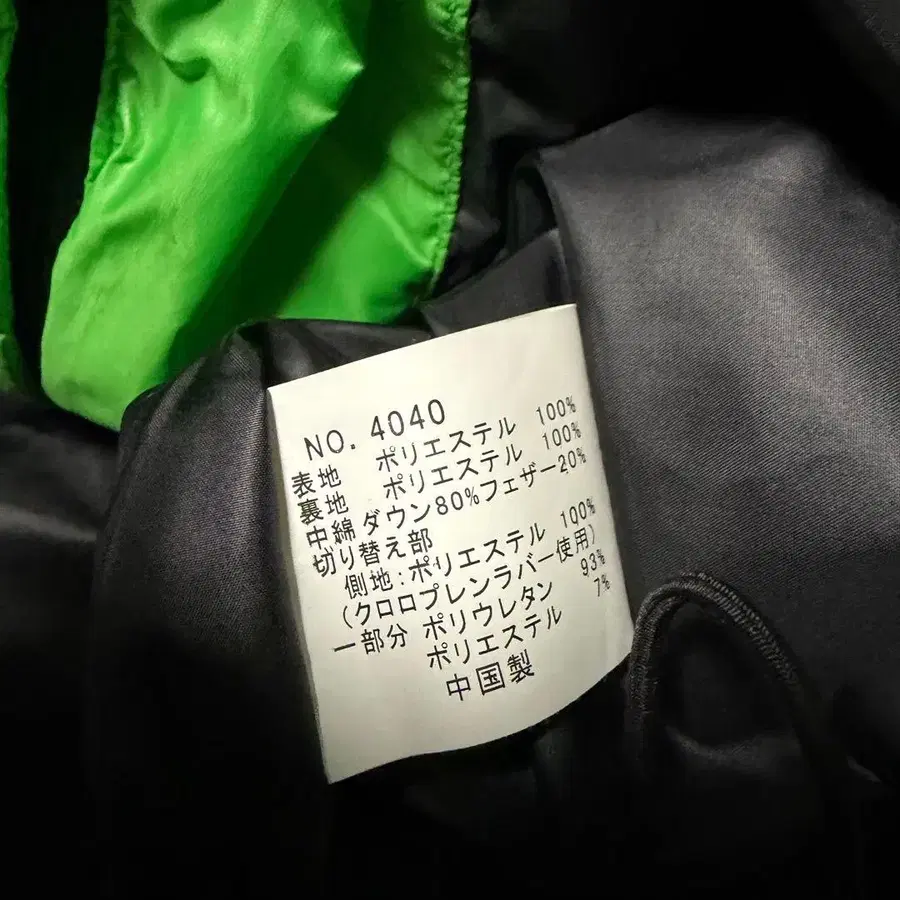 NO. 4040
表地 ポリエステル 100%
裏地 ポリエステル 100%
中綿 ダウン80%フェザー20%
切り替え部
側地:ポリエステル 100%
(クロロプレンラバー使用)
一部分 ポリウレタン 93%
ポリエステル 7%
中国製